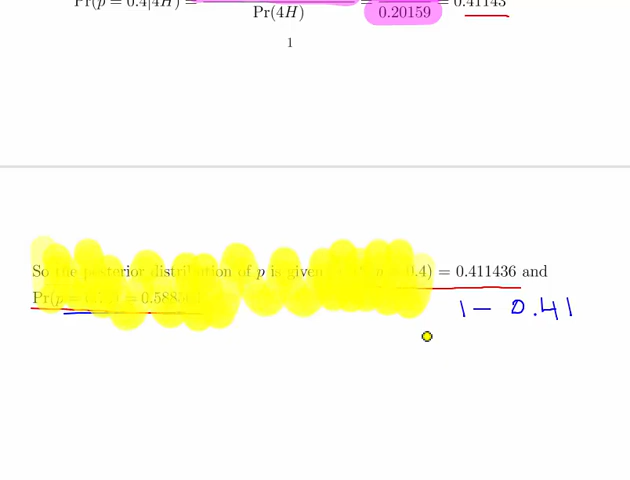 Pr(p = 0.4|4H) = = = 0.41143
Pr(4H) 0.20159
1
So the posterior distribution of p is given 0.4) = 0.411436 and
Pr(p = = 0.5885
1 - 0.41